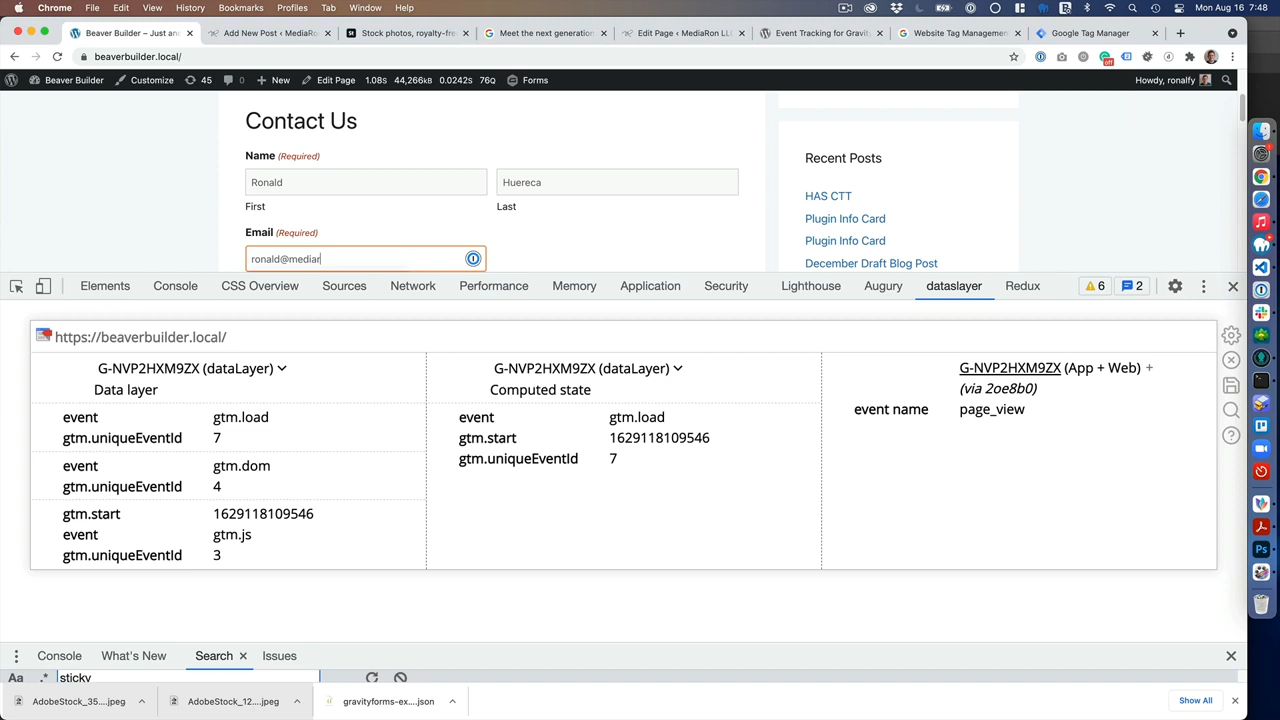 Chrome File Edit View History Bookmarks Profiles Tab Window Help Mon Aug 16 7:48
Beaver Builder – Just ano Add New Post < MediaRon Stock photos, royalty-fre Meet the next generation Edit Page < MediaRon LL Event Tracking for Gravity Website Tag Management Google Tag Manager
beaverbuilder.local/
Beaver Builder Customize 45 0 New Edit Page 1.08s 44,266kB 0.0242s 76Q Forms Howdy, ronalfy
Contact Us
Name (Required)
Ronald Huereca
First Last
Email (Required)
ronald@mediar
Recent Posts
HAS CTT
Plugin Info Card
Plugin Info Card
December Draft Blog Post
Elements Console CSS Overview Sources Network Performance Memory Application Security Lighthouse Augury dataslayer Redux 6 2
https://beaverbuilder.local/
G-NVP2HXM9ZX (dataLayer)
Data layer
event gtm.load
gtm.uniqueEventId 7
event gtm.dom
gtm.uniqueEventId 4
gtm.start 1629118109546
event gtm.js
gtm.uniqueEventId 3
G-NVP2HXM9ZX (dataLayer)
Computed state
event gtm.load
gtm.start 1629118109546
gtm.uniqueEventId 7
G-NVP2HXM9ZX (App + Web) +
(via 2oe8b0)
event name page_view
Console What's New Search Issues
Aa .* sticky
AdobeStock_35....jpeg AdobeStock_12....jpeg gravityforms-ex....json Show All